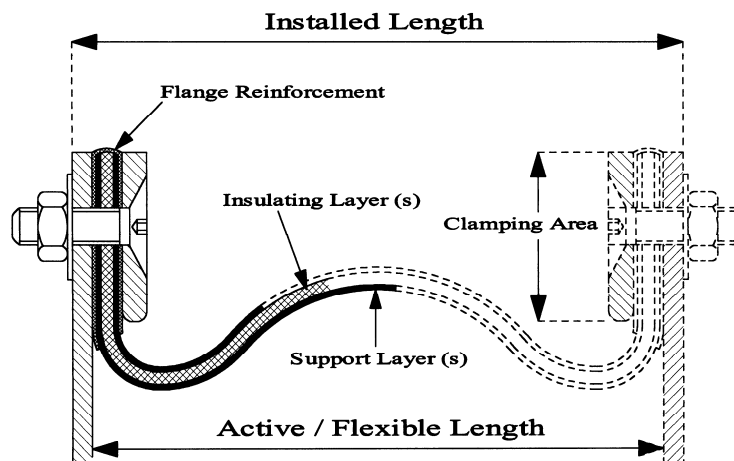 Installed Length
Flange Reinforcement
Insulating Layer (s)
Clamping Area
Support Layer (s)
Active / Flexible Length